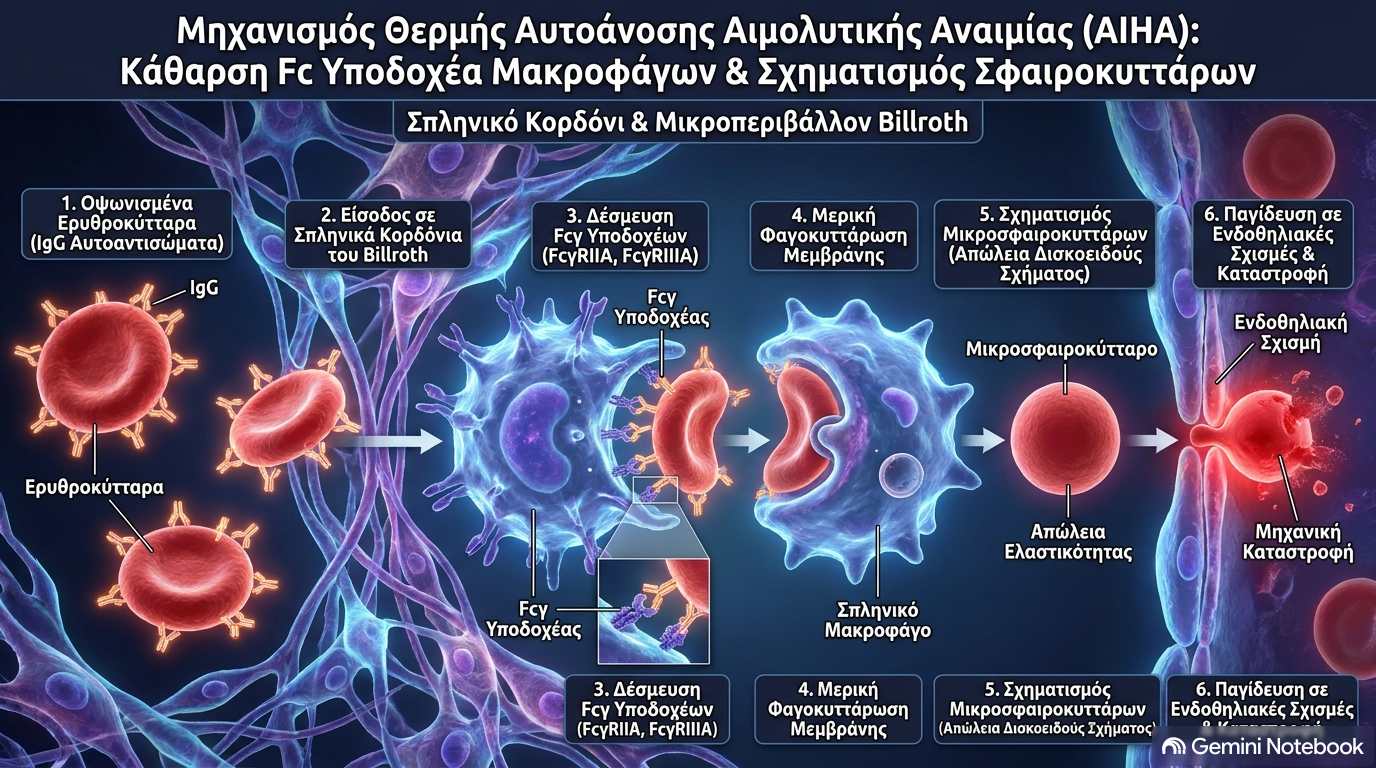 Μηχανισμός Θερμής Αυτοάνοσης Αιμολυτικής Αναιμίας (AIHA):
Κάθαρση Fc Υποδοχέα Μακροφάγων & Σχηματισμός Σφαιροκυττάρων
Σπληνικό Κορδόνι & Μικροπεριβάλλον Billroth
1. Οψωνισμένα
Ερυθροκύτταρα
(IgG Αυτοαντισώματα)
2. Είσοδος σε
Σπληνικά Κορδόνια
του Billroth
3. Δέσμευση
Fcγ Υποδοχέων
(FcγRIIA, FcγRIIIA)
4. Μερική
Φαγοκυττάρωση
Μεμβράνης
5. Σχηματισμός
Μικροσφαιροκυττάρων
(Απώλεια Δισκοειδούς
Σχήματος)
6. Παγίδευση σε
Ενδοθηλιακές
Σχισμές &
Καταστροφή
IgG
Fcγ
Υποδοχέας
Ενδοθηλιακή
Σχισμή
Μικροσφαιροκύτταρο
Ερυθροκύτταρα
Απώλεια
Ελαστικότητας
Μηχανική
Καταστροφή
Fcγ
Υποδοχέας
Σπληνικό
Μακροφάγο
3. Δέσμευση
Fcγ Υποδοχέων
(FcγRIIA, FcγRIIIA)
4. Μερική
Φαγοκυττάρωση
Μεμβράνης
5. Σχηματισμός
Μικροσφαιροκυττάρων
(Απώλεια Δισκοειδούς Σχήματος)
6. Παγίδευση σε
Ενδοθηλιακές Σχισμές
Gemini Notebook